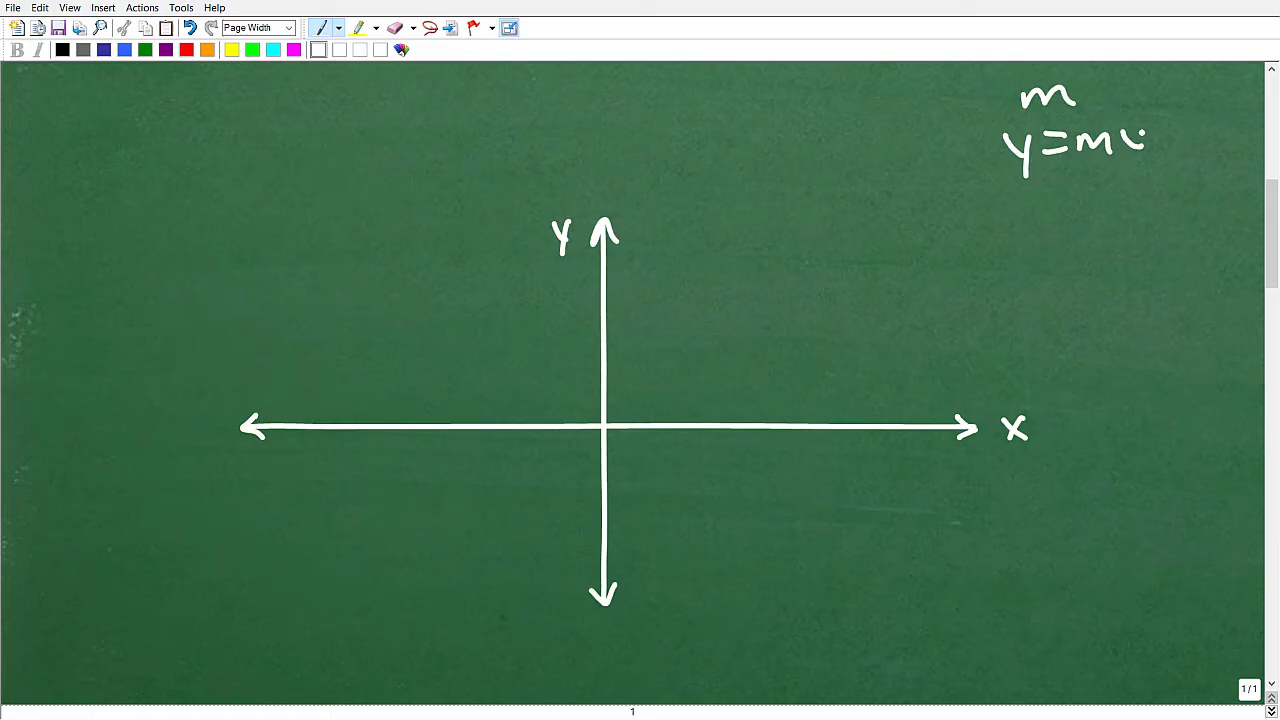 File Edit View Insert Actions Tools Help
Page Width
B I
m
y=m
y
x
1/1
1